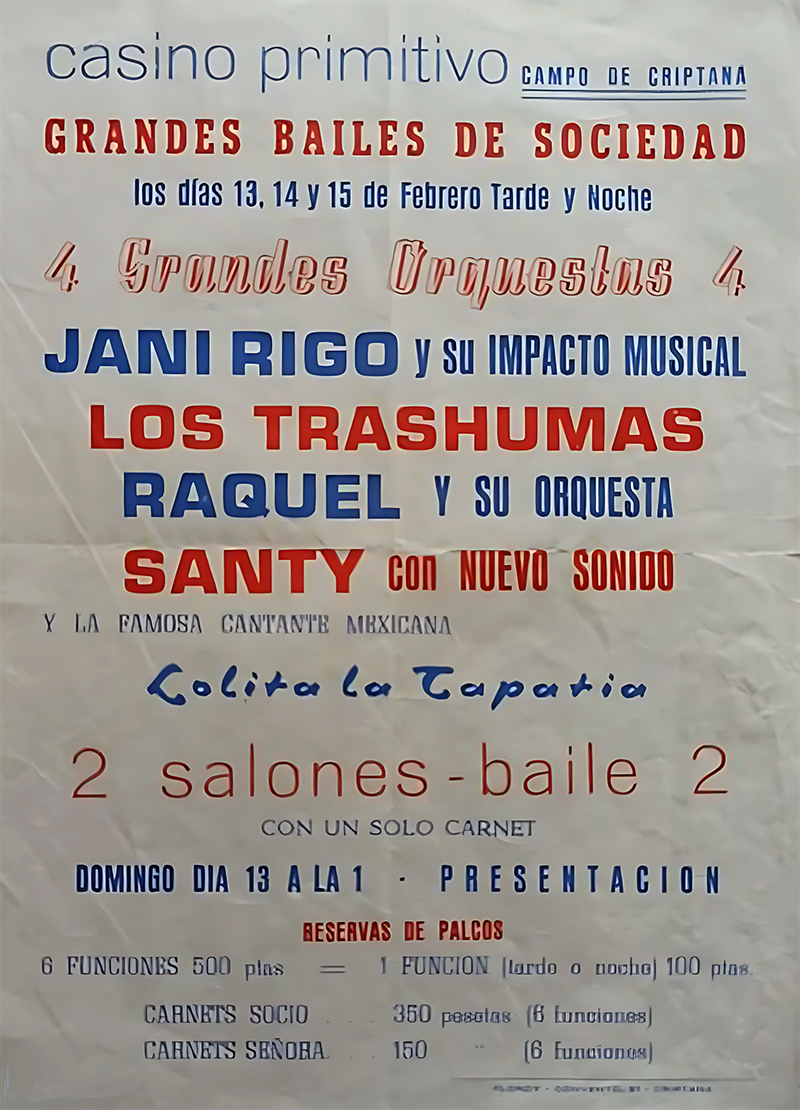 casino primitivo CAMPO DE CRIPTANA
GRANDES BAILES DE SOCIEDAD
los días 13, 14 y 15 de Febrero Tarde y Noche
4 Grandes Orquestas 4
JANI RIGO y su IMPACTO MUSICAL
LOS TRASHUMAS
RAQUEL Y SU ORQUESTA
SANTY con NUEVO SONIDO
Y LA FAMOSA CANTANTE MEXICANA
Lolita la Tapatia
2 salones-baile 2
CON UN SOLO CARNET
DOMINGO DIA 13 A LA 1 - PRESENTACION
RESERVAS DE PALCOS
6 FUNCIONES 500 ptas = 1 FUNCION (tarde o noche) 100 ptas.
CARNETS SOCIO . . . 350 pesetas (6 funciones)
CARNETS SEÑORA. . . 150 " (6 funciones)